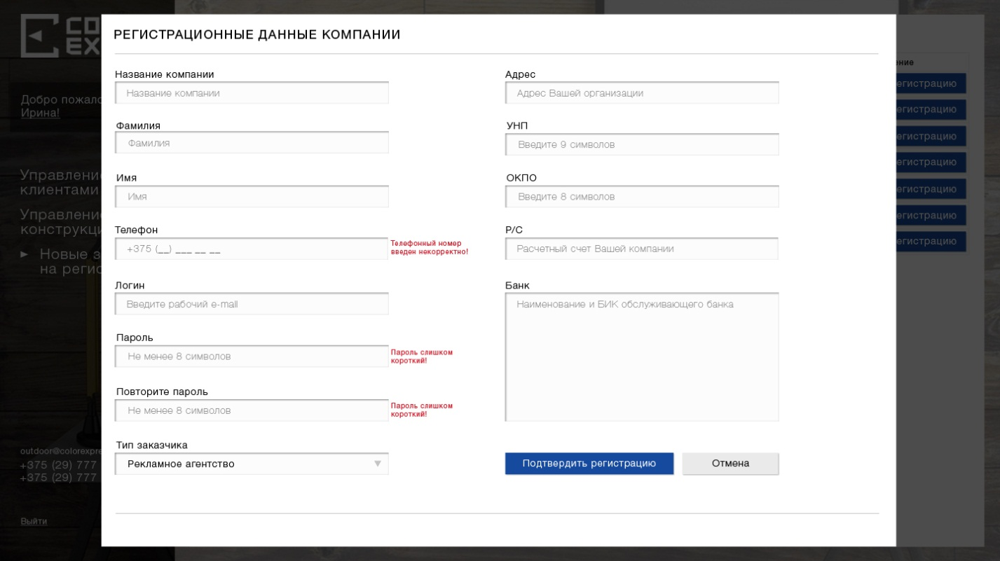 CO
EX
Добро пожало
Ирина!
Управление
клиентами
Управление
конструкци
► Новые з
на регис
outdoor@colorexpre
+375 (29) 777
+375 (29) 777
Выйти
РЕГИСТРАЦИОННЫЕ ДАННЫЕ КОМПАНИИ
Название компании
Название компании
Фамилия
Фамилия
Имя
Имя
Телефон
+375 (__) ___ __ __
Телефонный номер
введен некорректно!
Логин
Введите рабочий e-mail
Пароль
Не менее 8 символов
Пароль слишком
короткий!
Повторите пароль
Не менее 8 символов
Пароль слишком
короткий!
Тип заказчика
Рекламное агентство
Адрес
Адрес Вашей организации
УНП
Введите 9 символов
ОКПО
Введите 8 символов
Р/С
Расчетный счет Вашей компании
Банк
Наименование и БИК обслуживающего банка
Подтвердить регистрацию
Отмена
ение
егистрацию
егистрацию
егистрацию
егистрацию
егистрацию
егистрацию
егистрацию